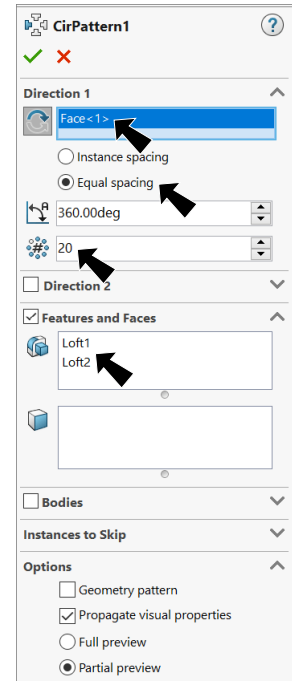 CirPattern1
?
Direction 1
Face<1>
Instance spacing
Equal spacing
A
360.00deg
#
20
Direction 2
Features and Faces
Loft1
Loft2
Bodies
Instances to Skip
Options
Geometry pattern
Propagate visual properties
Full preview
Partial preview